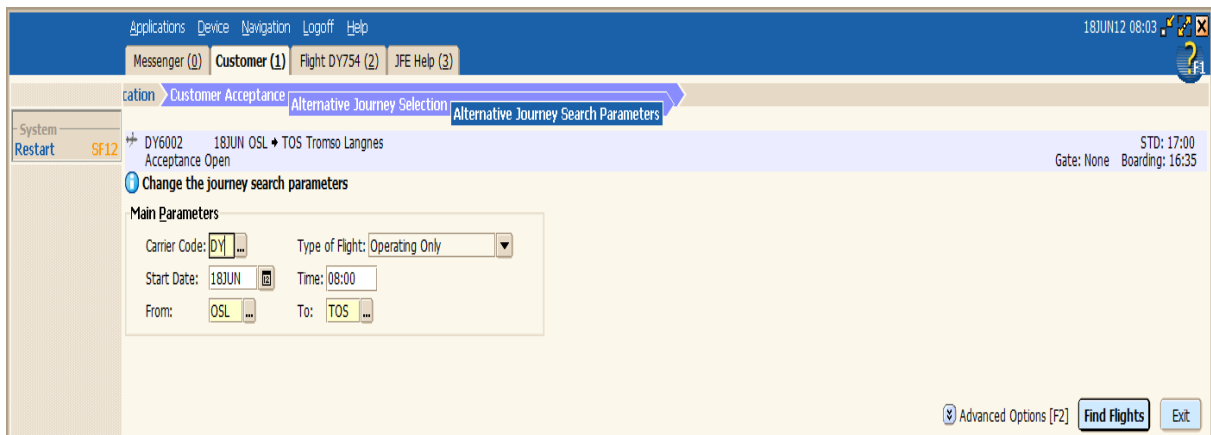 Applications Device Navigation Logoff Help 18JUN12 08:03
Messenger (0) Customer (1) Flight DY754 (2) JFE Help (3) ? F1
cation Customer Acceptance Alternative Journey Selection Alternative Journey Search Parameters
System
Restart SF12
DY6002 18JUN OSL ➔ TOS Tromso Langnes STD: 17:00
Acceptance Open Gate: None Boarding: 16:35
i Change the journey search parameters
Main Parameters
Carrier Code: DY ... Type of Flight: Operating Only
Start Date: 18JUN 12 Time: 08:00
From: OSL ... To: TOS ...
Advanced Options [F2] Find Flights Exit